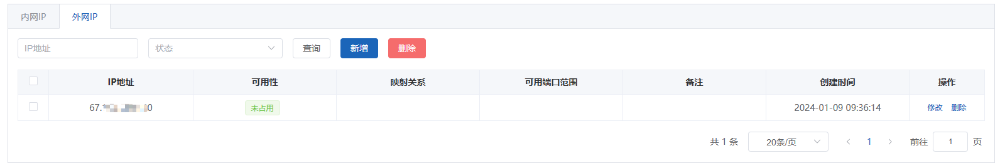 内网IP 外网IP
IP地址 状态 查询 新增 删除
IP地址 可用性 映射关系 可用端口范围 备注 创建时间 操作
未占用 2024-01-09 09:36:14 修改 删除
共 1 条 20条/页 1 前往 1 页